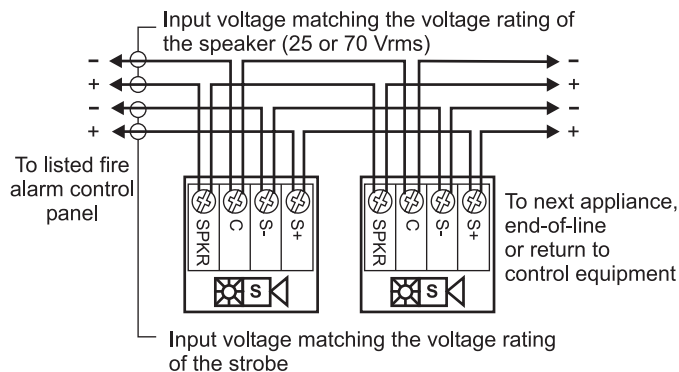 Input voltage matching the voltage rating of
the speaker (25 or 70 Vrms)
- -
+ +
- -
+ +
To listed fire
alarm control
panel
SPKR C S- S+
SPKR C S- S+
To next appliance,
end-of-line
or return to
control equipment
S
S
Input voltage matching the voltage rating
of the strobe